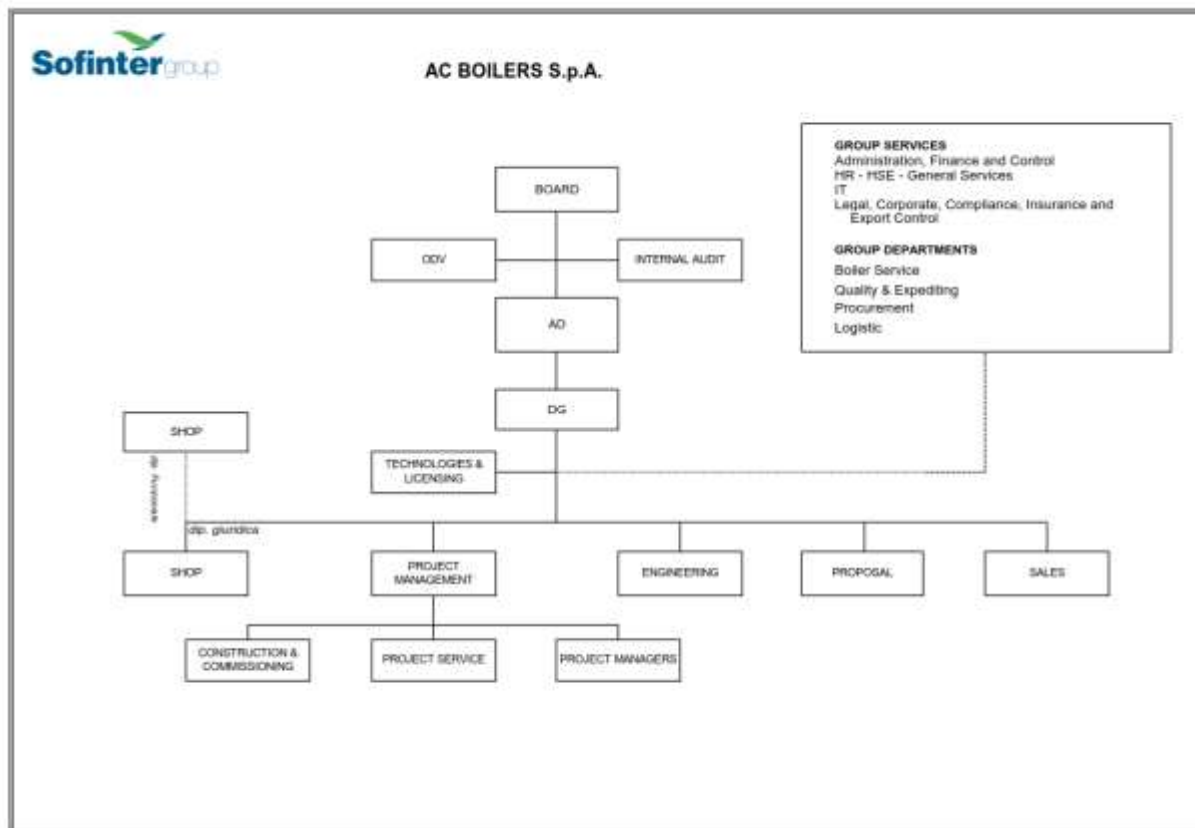 Sofintergroup
AC BOILERS S.p.A.
GROUP SERVICES
Administration, Finance and Control
HR - HSE - General Services
IT
Legal, Corporate, Compliance, Insurance and
Export Control
GROUP DEPARTMENTS
Boiler Service
Quality & Expediting
Procurement
Logistic
BOARD
ODV
INTERNAL AUDIT
AD
DG
SHOP
TECHNOLOGIES &
LICENSING
dip. funzionale
dip. giuridica
SHOP
PROJECT
MANAGEMENT
ENGINEERING
PROPOSAL
SALES
CONSTRUCTION &
COMMISSIONING
PROJECT SERVICE
PROJECT MANAGERS